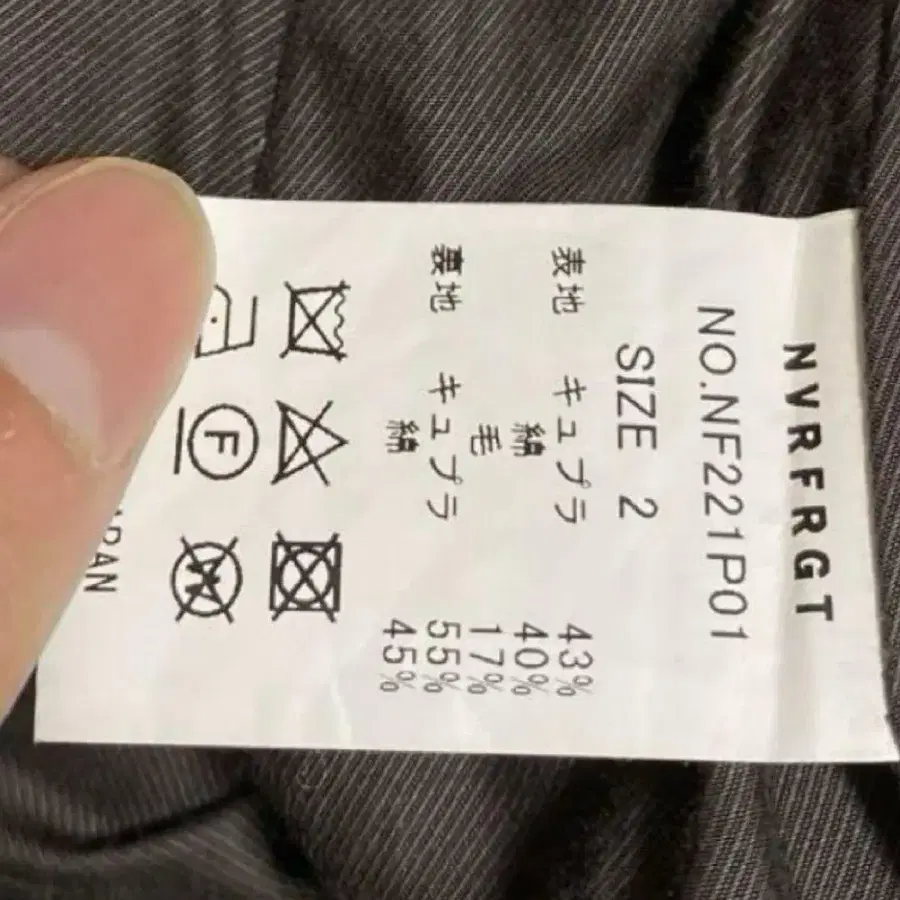 NVRFRGT
NO.NF221P01
SIZE 2
表地 キュプラ 43%
綿 40%
毛 17%
裏地 キュプラ 55%
綿 45%
F
W